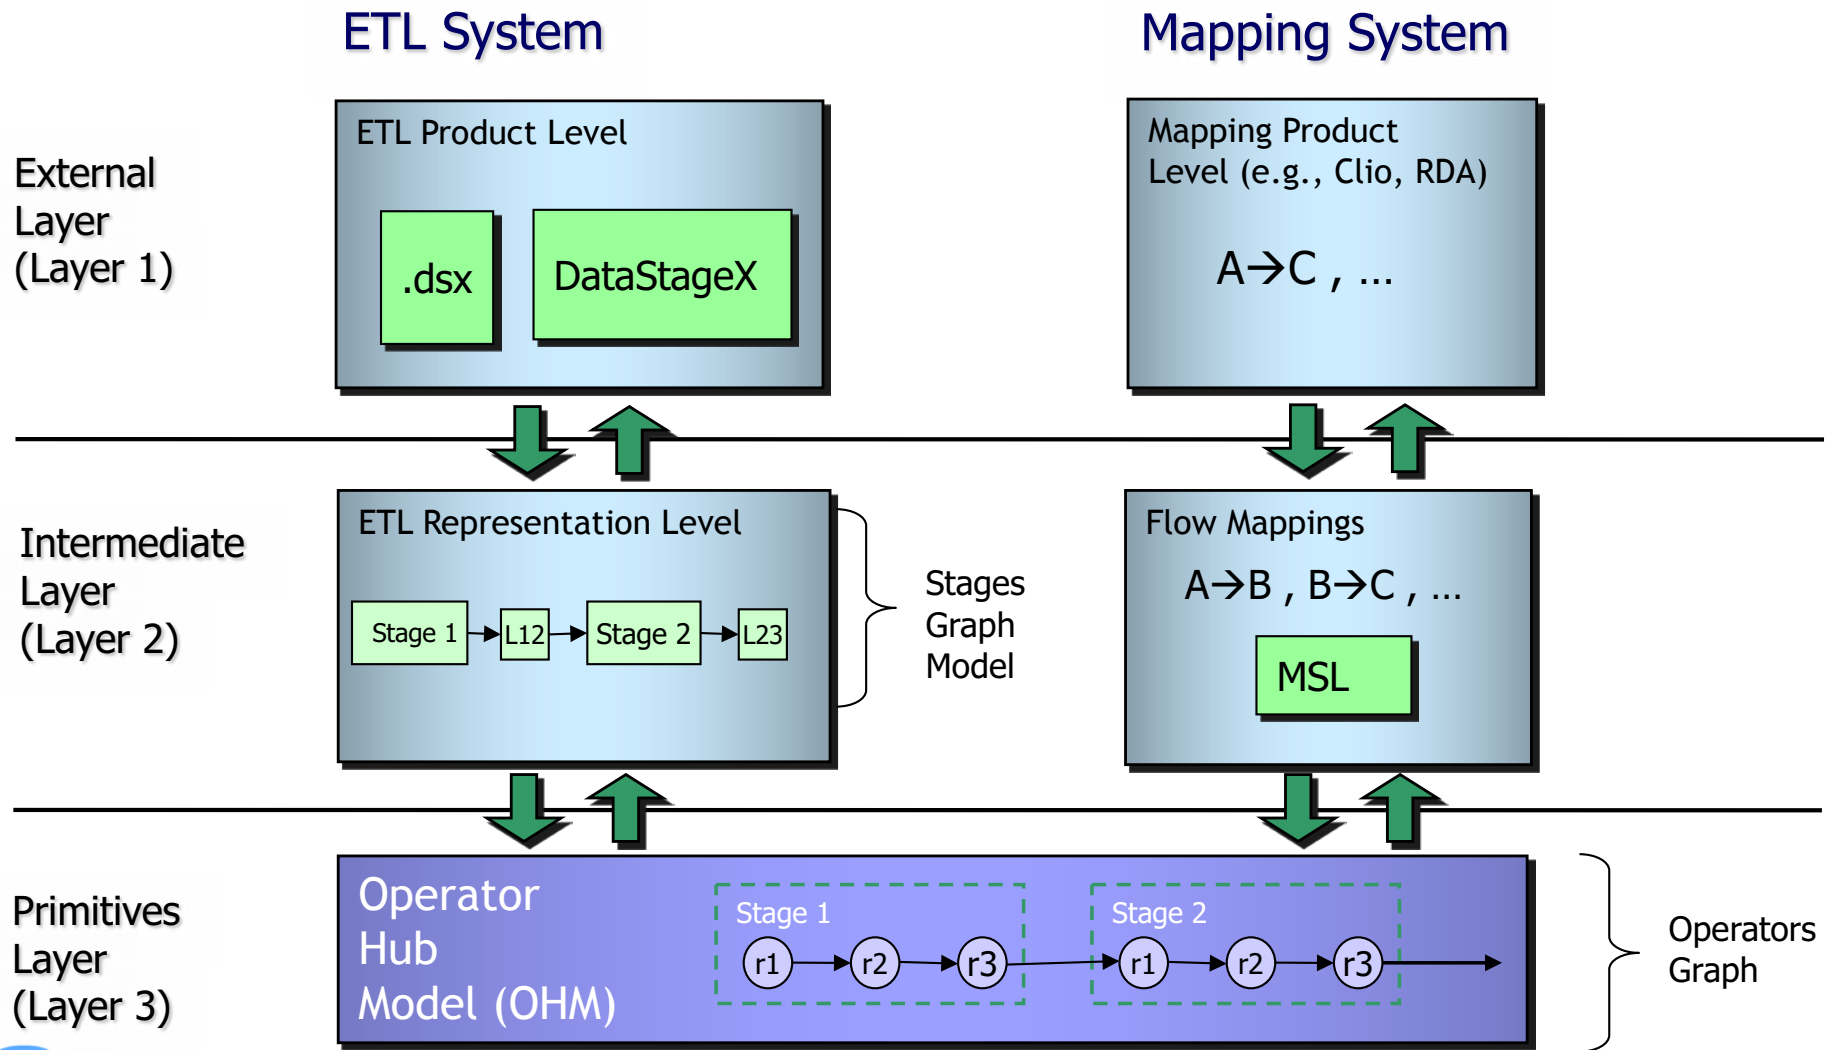 ETL System
Mapping System
External
Layer
(Layer 1)
ETL Product Level
.dsx
DataStageX
Mapping Product
Level (e.g., Clio, RDA)
A→C , ...
Intermediate
Layer
(Layer 2)
ETL Representation Level
Stage 1
L12
Stage 2
L23
Stages
Graph
Model
Flow Mappings
A→B , B→C , ...
MSL
Primitives
Layer
(Layer 3)
Operator
Hub
Model (OHM)
Stage 1
r1
r2
r3
Stage 2
r1
r2
r3
Operators
Graph